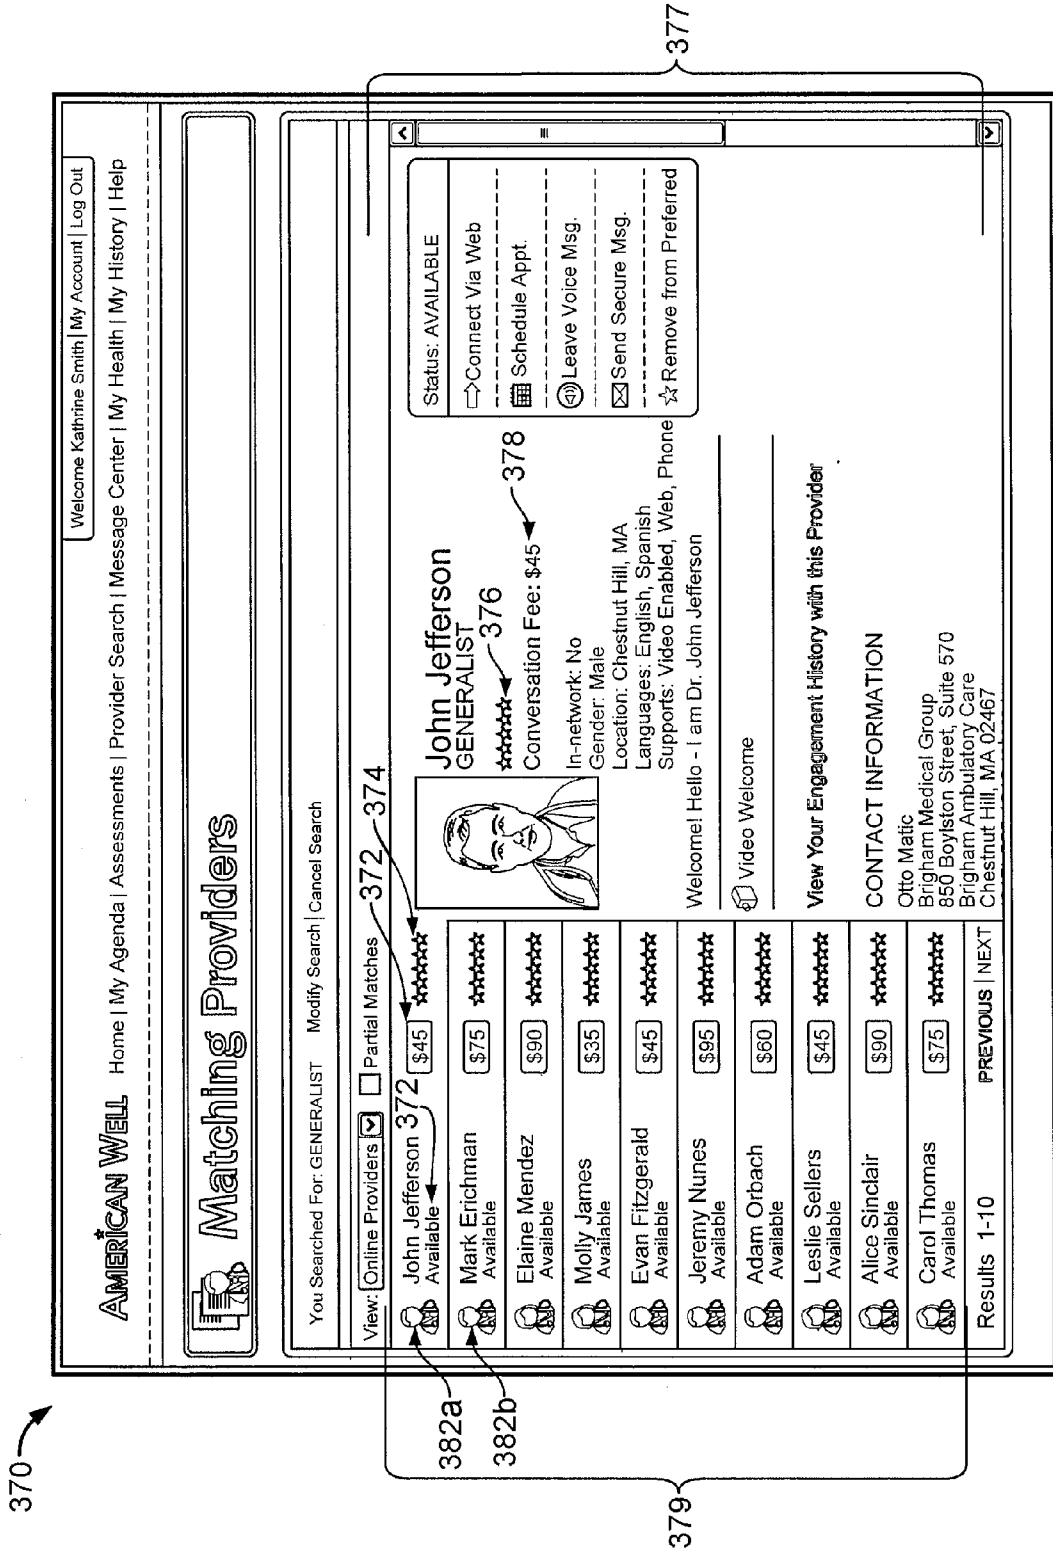 370
Welcome Kathrine Smith | My Account | Log Out
AMERICAN WELL
Home | My Agenda | Assessments | Provider Search | Message Center | My Health | My History | Help
Matching Providers
You Searched For: GENERALIST Modify Search | Cancel Search
View: Online Providers Partial Matches
372
374
372
382a
382b
379
John Jefferson
Available
$45
Mark Erichman
Available
$75
Elaine Mendez
Available
$90
Molly James
Available
$35
Evan Fitzgerald
Available
$45
Jeremy Nunes
Available
$95
Adam Orbach
Available
$60
Leslie Sellers
Available
$45
Alice Sinclair
Available
$90
Carol Thomas
Available
$75
Results 1-10 PREVIOUS | NEXT
John Jefferson
GENERALIST
376
Conversation Fee: $45
378
In-network: No
Gender: Male
Location: Chestnut Hill, MA
Languages: English, Spanish
Supports: Video Enabled, Web, Phone
Welcome! Hello - I am Dr. John Jefferson
Video Welcome
View Your Engagement History with this Provider
CONTACT INFORMATION
Otto Matic
Brigham Medical Group
850 Boylston Street, Suite 570
Brigham Ambulatory Care
Chestnut Hill, MA 02467
Status: AVAILABLE
Connect Via Web
Schedule Appt.
Leave Voice Msg.
Send Secure Msg.
Remove from Preferred
377